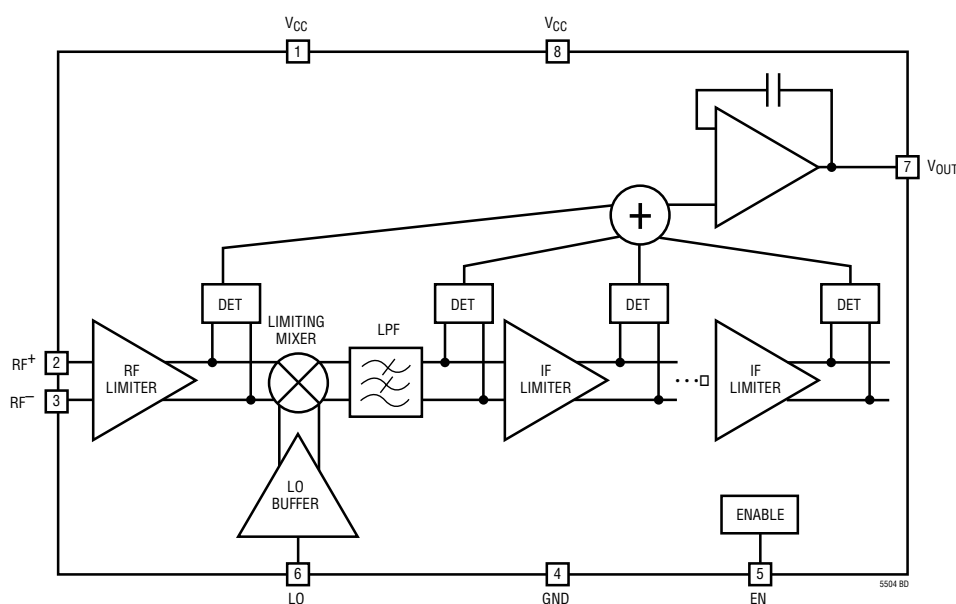 VCC
VCC
1
8
7
VOUT
+
DET
DET
DET
DET
LIMITING
MIXER
LPF
RF+
2
RF
LIMITER
IF
LIMITER
IF
LIMITER
RF–
3
LO
BUFFER
ENABLE
6
4
5
LO
GND
EN
5504 BD